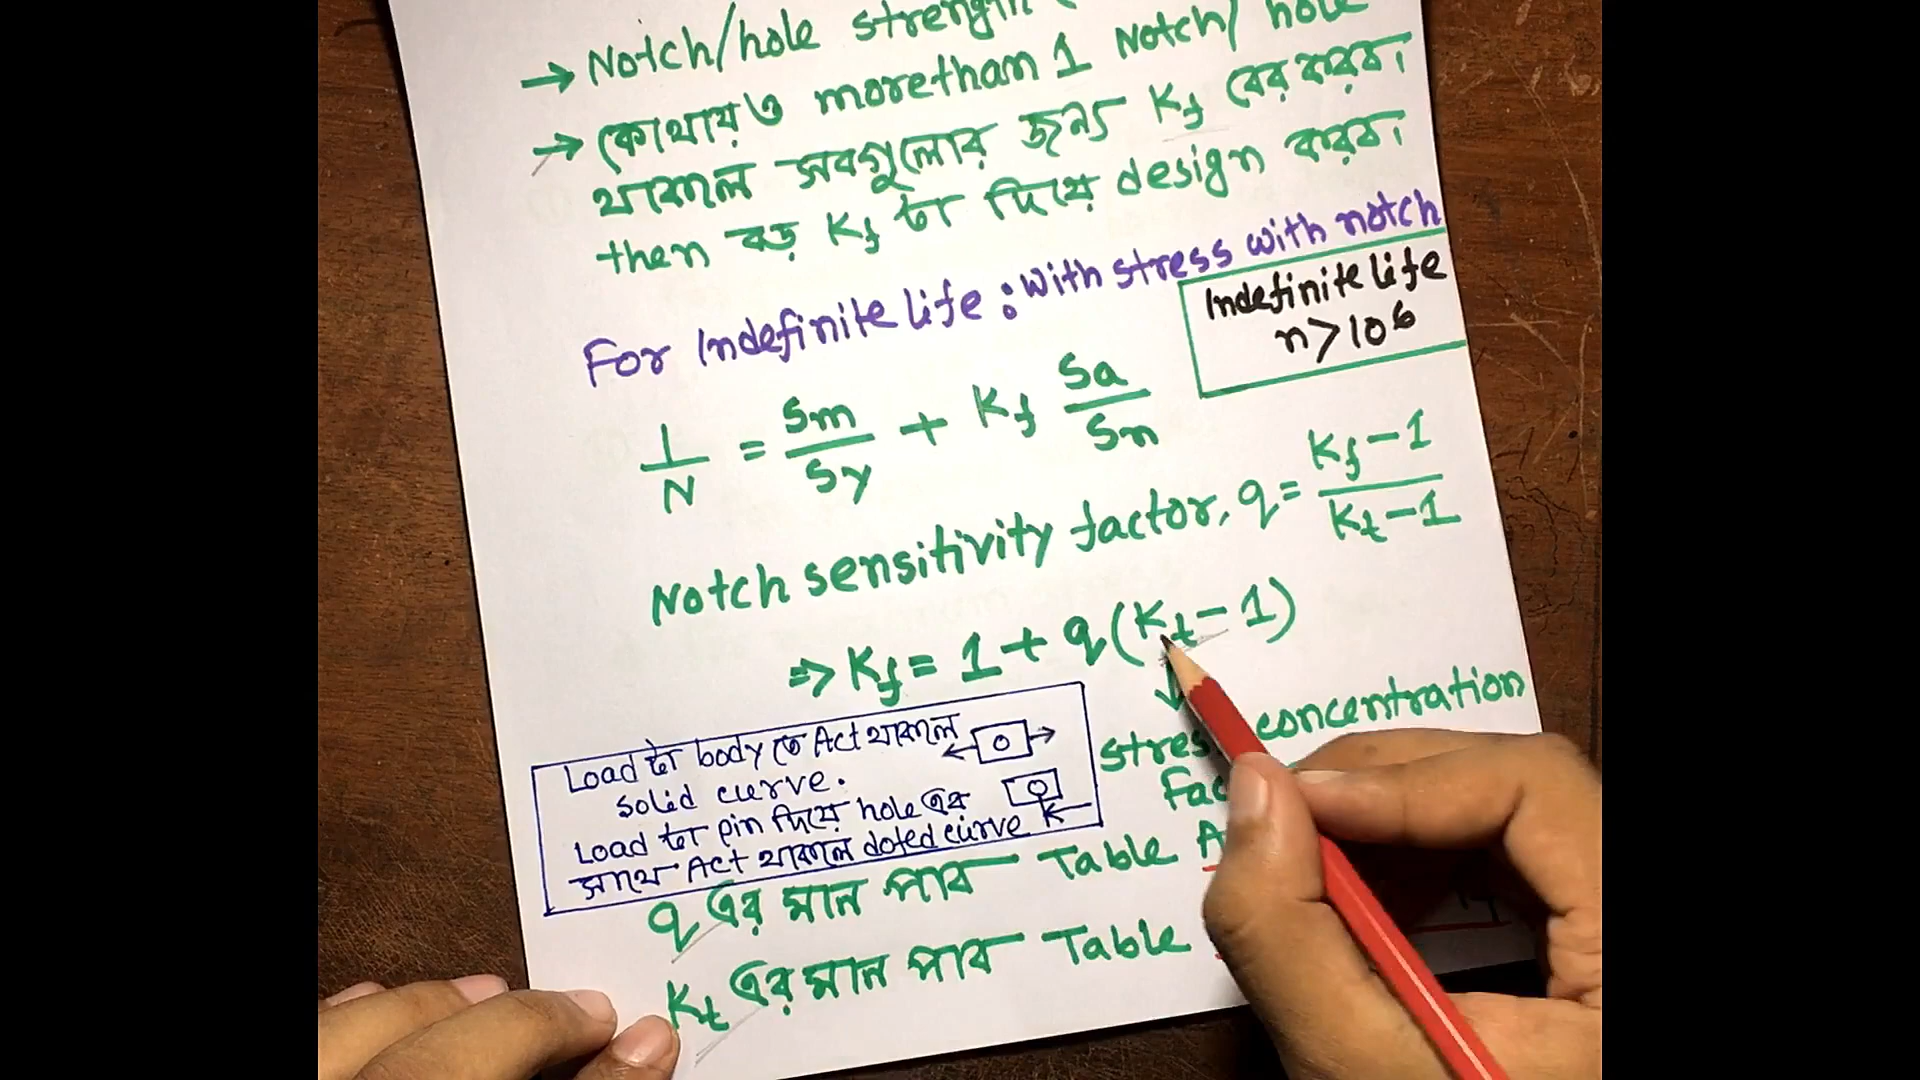 → Notch/hole strength
→ কোথায়ও more than 1 Notch/ hole
থাকলে সবগুলোর জন্য Kf বের করব।
then বড় Kf টা দিয়ে design করব।
For Indefinite life: With stress with notch
Indefinite life
n > 10⁶
1/N = Sm/Sy + Kf Sa/Sn
Notch sensitivity factor, q = Kf-1/Kt-1
⇒ Kf = 1 + q(Kt - 1)
↓
stress concentration
Load টা body তে Act থাকলে
solid curve.
Load টা pin দিয়ে hole এর
সাথে Act থাকলে doted curve
q এর মান পাব Table
Kt এর মান পাব Table